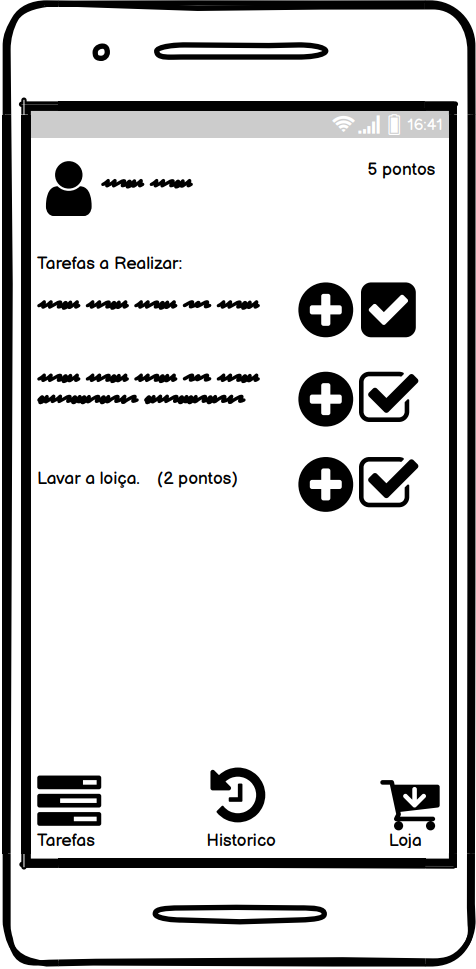 16:41
5 pontos
Tarefas a Realizar:
Lavar a loiça. (2 pontos)
Tarefas Historico Loja